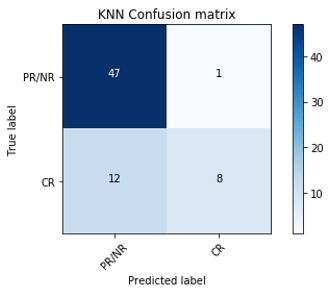 KNN Confusion matrix
True label
PR/NR
47
1
CR
12
8
PR/NR
CR
Predicted label
40
30
20
10